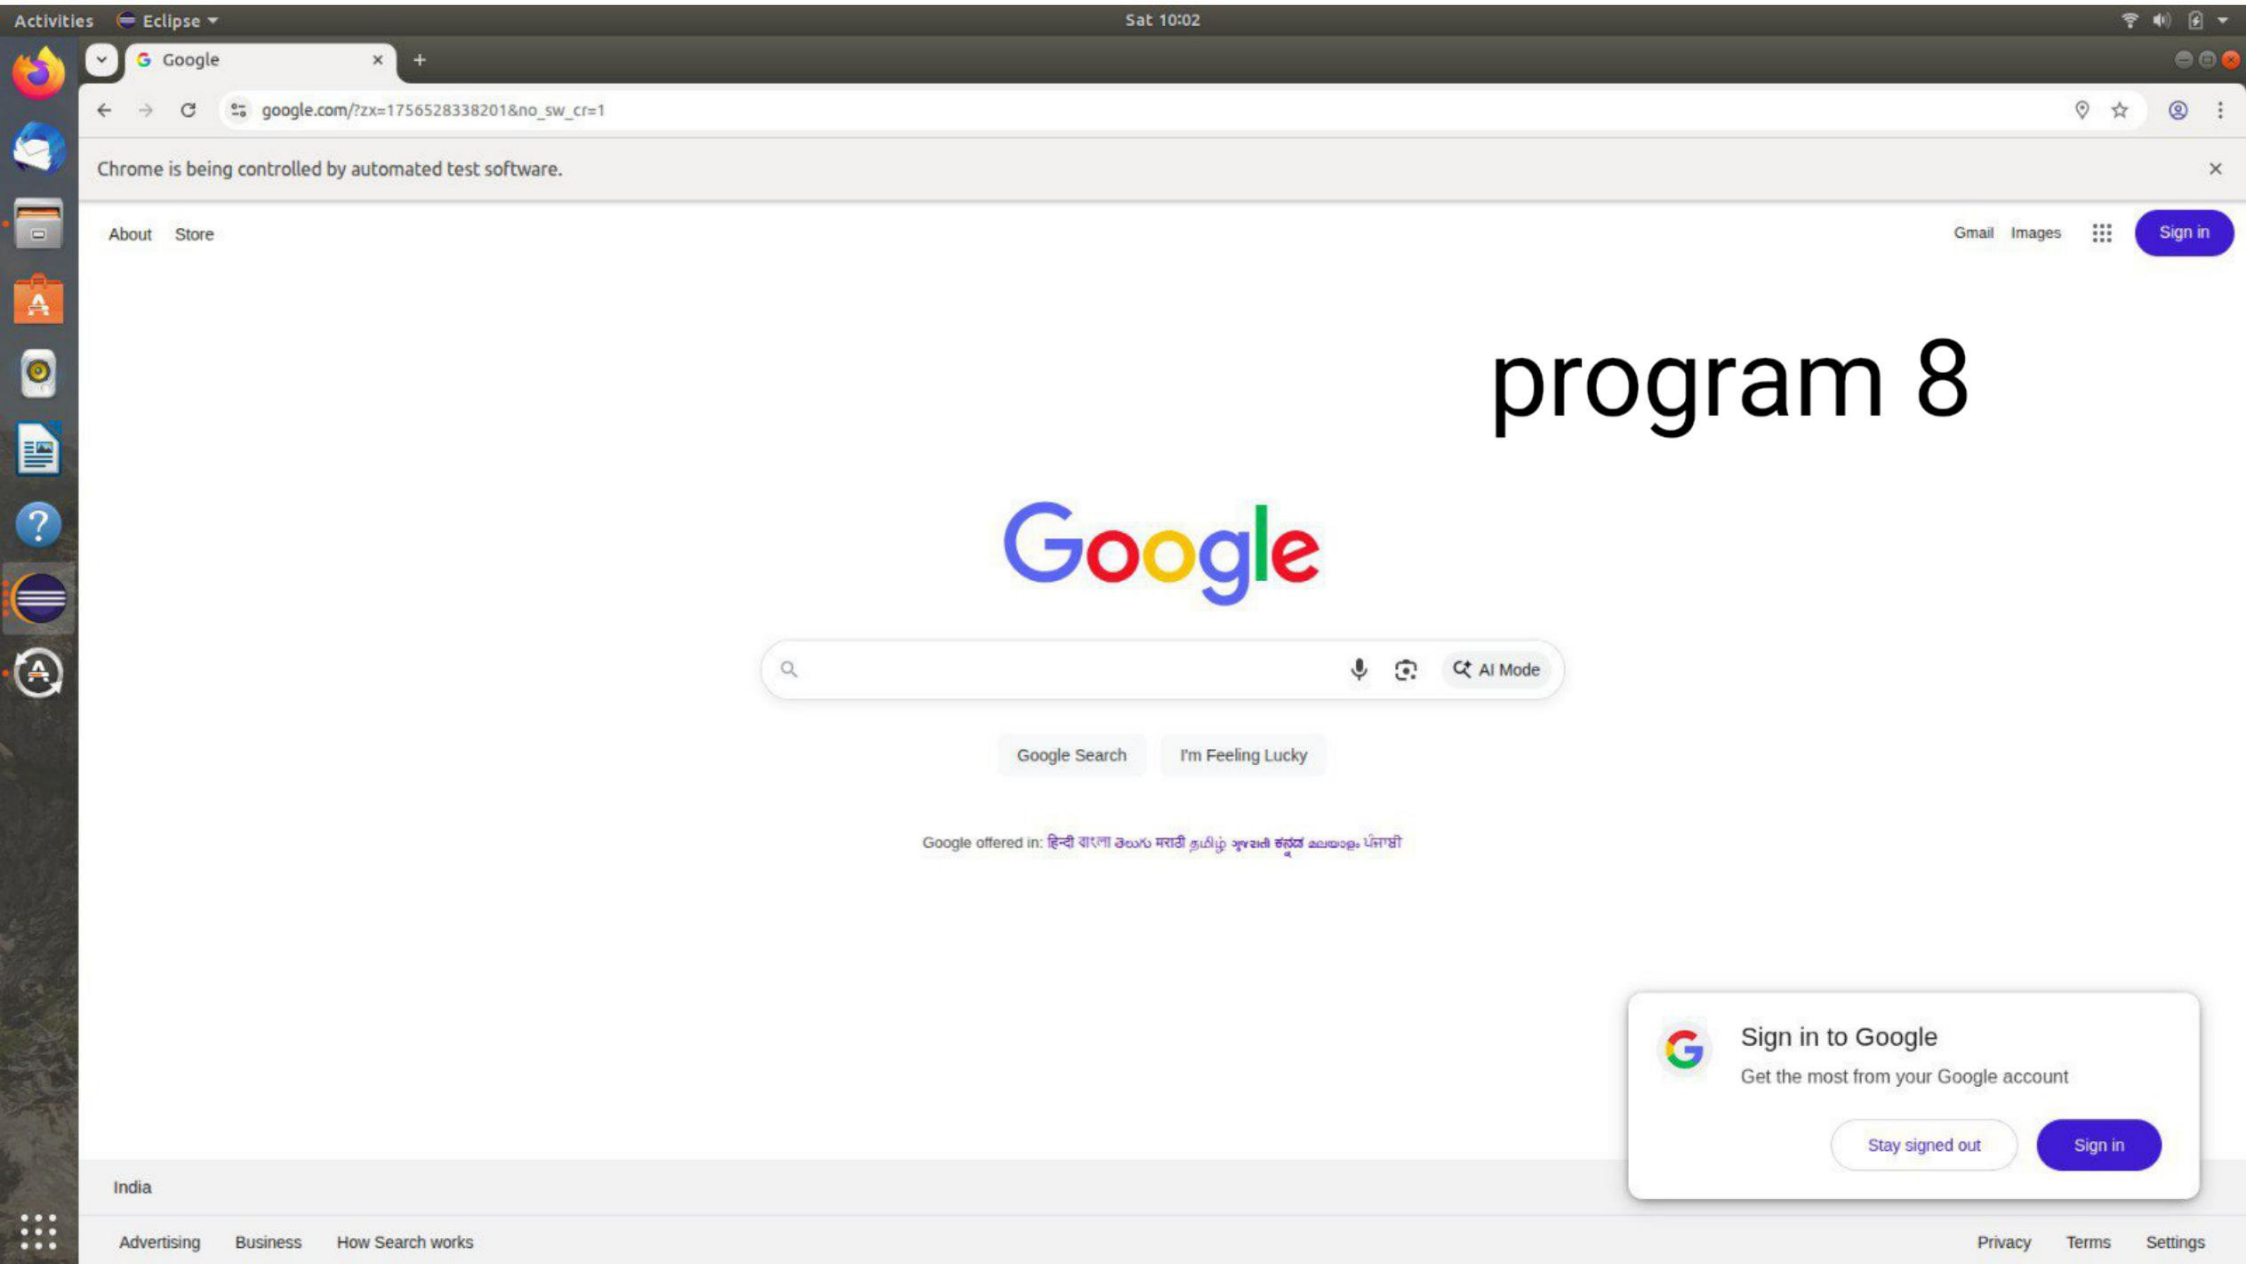 Activities Eclipse Sat 10:02
Google
google.com/?zx=1756528338201&no_sw_cr=1
Chrome is being controlled by automated test software.
About Store Gmail Images Sign in
program 8
Google
AI Mode
Google Search I'm Feeling Lucky
Google offered in: हिन्दी বাংলা తెలుగు मराठी தமிழ் ગુજરાતી ಕನ್ನಡ മലയാളം ਪੰਜਾਬੀ
Sign in to Google
Get the most from your Google account
Stay signed out Sign in
India
Advertising Business How Search works Privacy Terms Settings